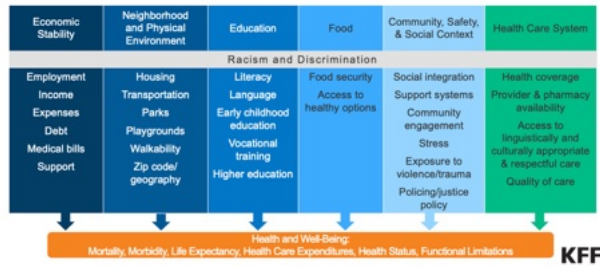 Economic
Stability
Neighborhood
and Physical
Environment
Education
Food
Community, Safety,
& Social Context
Health Care System
Racism and Discrimination
Employment
Income
Expenses
Debt
Medical bills
Support
Housing
Transportation
Parks
Playgrounds
Walkability
Zip code/
geography
Literacy
Language
Early childhood
education
Vocational
training
Higher education
Food security
Access to
healthy options
Social integration
Support systems
Community
engagement
Stress
Exposure to
violence/trauma
Policing/justice
policy
Health coverage
Provider & pharmacy
availability
Access to
linguistically and
culturally appropriate
& respectful care
Quality of care
Health and Well-Being:
Mortality, Morbidity, Life Expectancy, Health Care Expenditures, Health Status, Functional Limitations
KFF